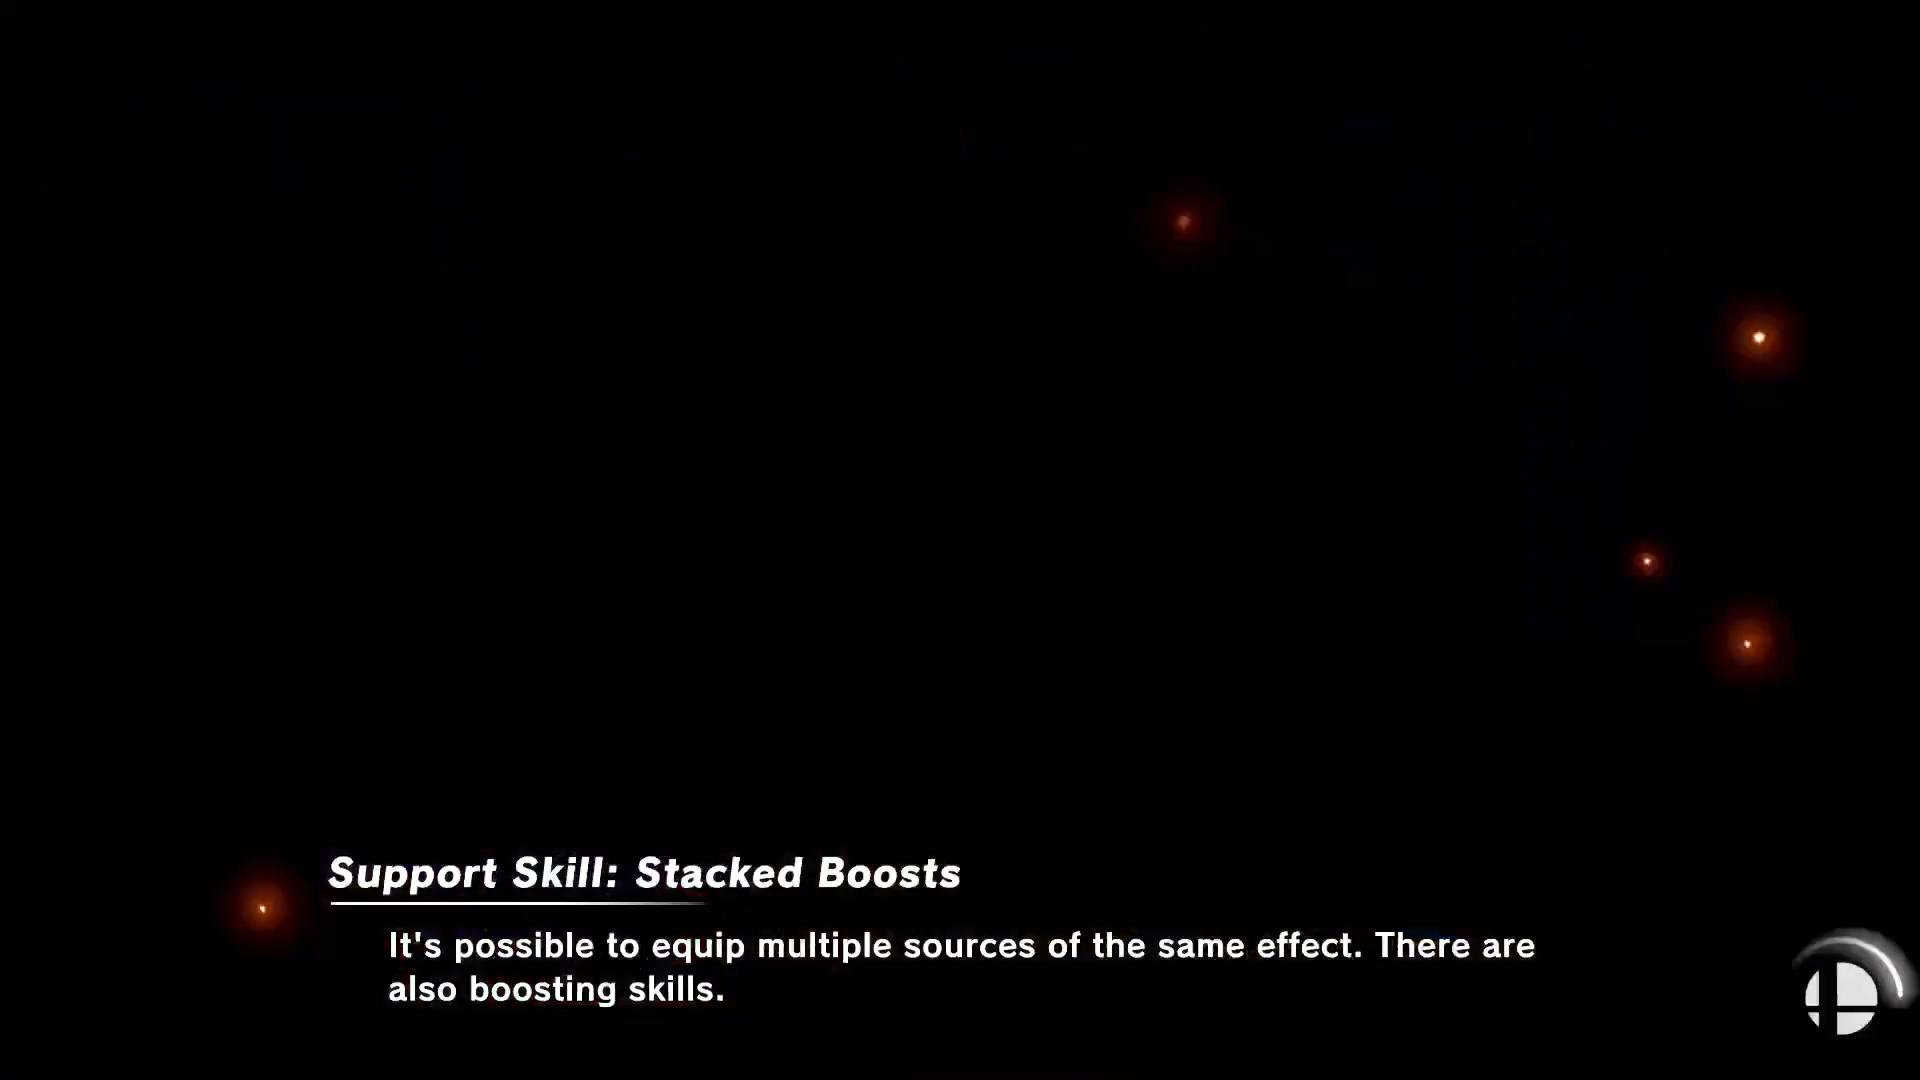 Support Skill: Stacked Boosts
It's possible to equip multiple sources of the same effect. There are
also boosting skills.